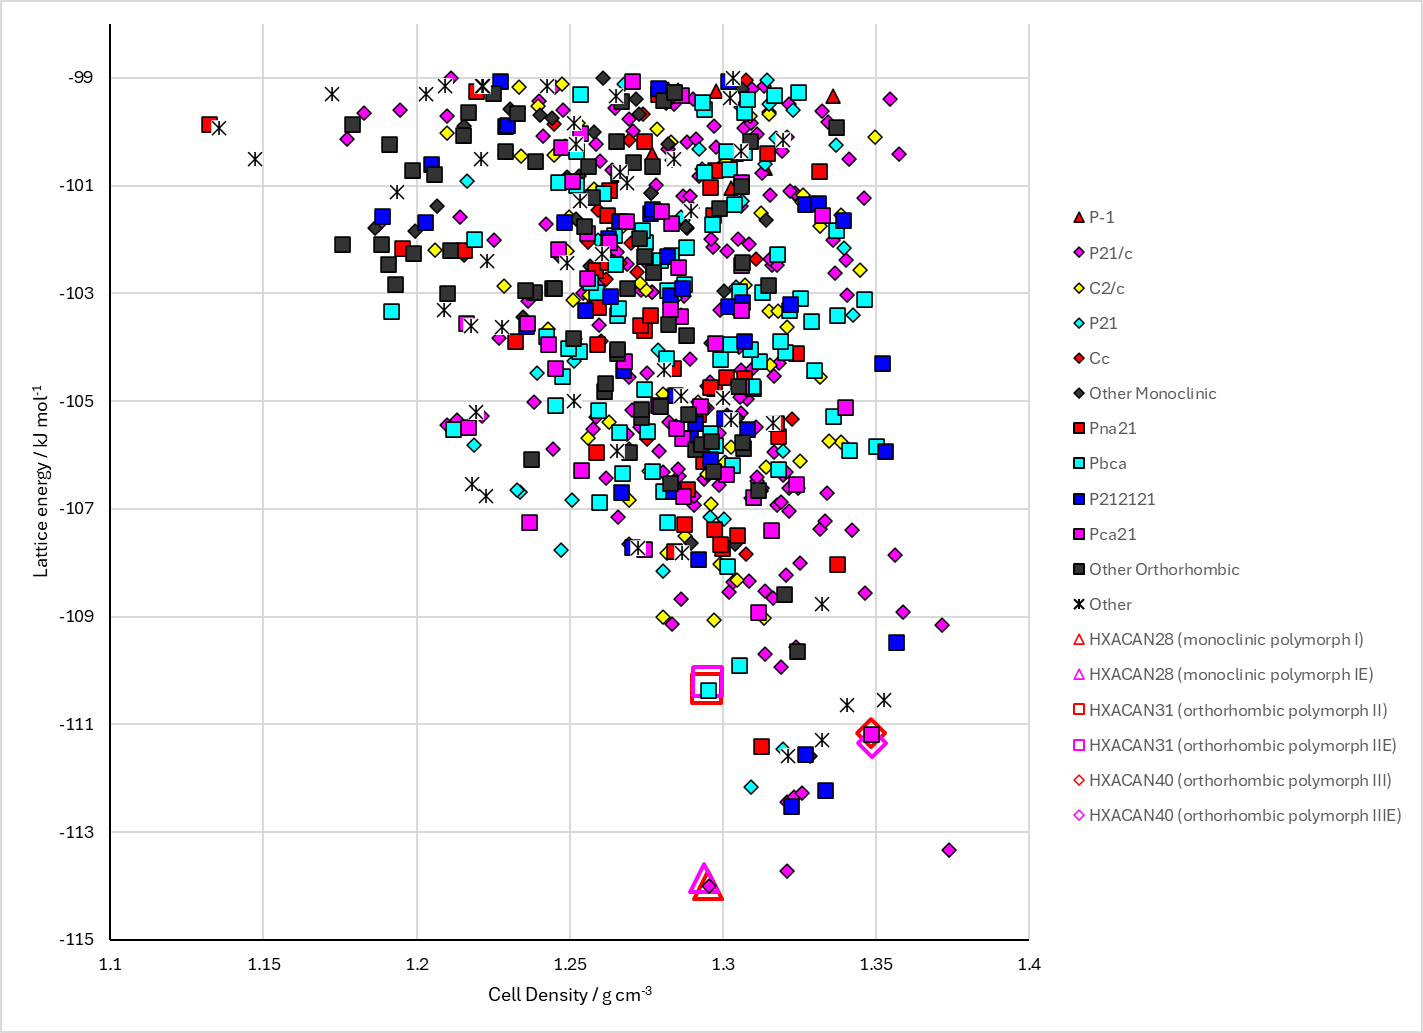 -99
-101
-103
-105
-107
-109
-111
-113
-115
Lattice energy / kJ mol-1
1.1 1.15 1.2 1.25 1.3 1.35 1.4
Cell Density / g cm-3
P-1
P21/c
C2/c
P21
Cc
Other Monoclinic
Pna21
Pbca
P212121
Pca21
Other Orthorhombic
Other
HXACAN28 (monoclinic polymorph I)
HXACAN28 (monoclinic polymorph IE)
HXACAN31 (orthorhombic polymorph II)
HXACAN31 (orthorhombic polymorph IIE)
HXACAN40 (orthorhombic polymorph III)
HXACAN40 (orthorhombic polymorph IIIE)